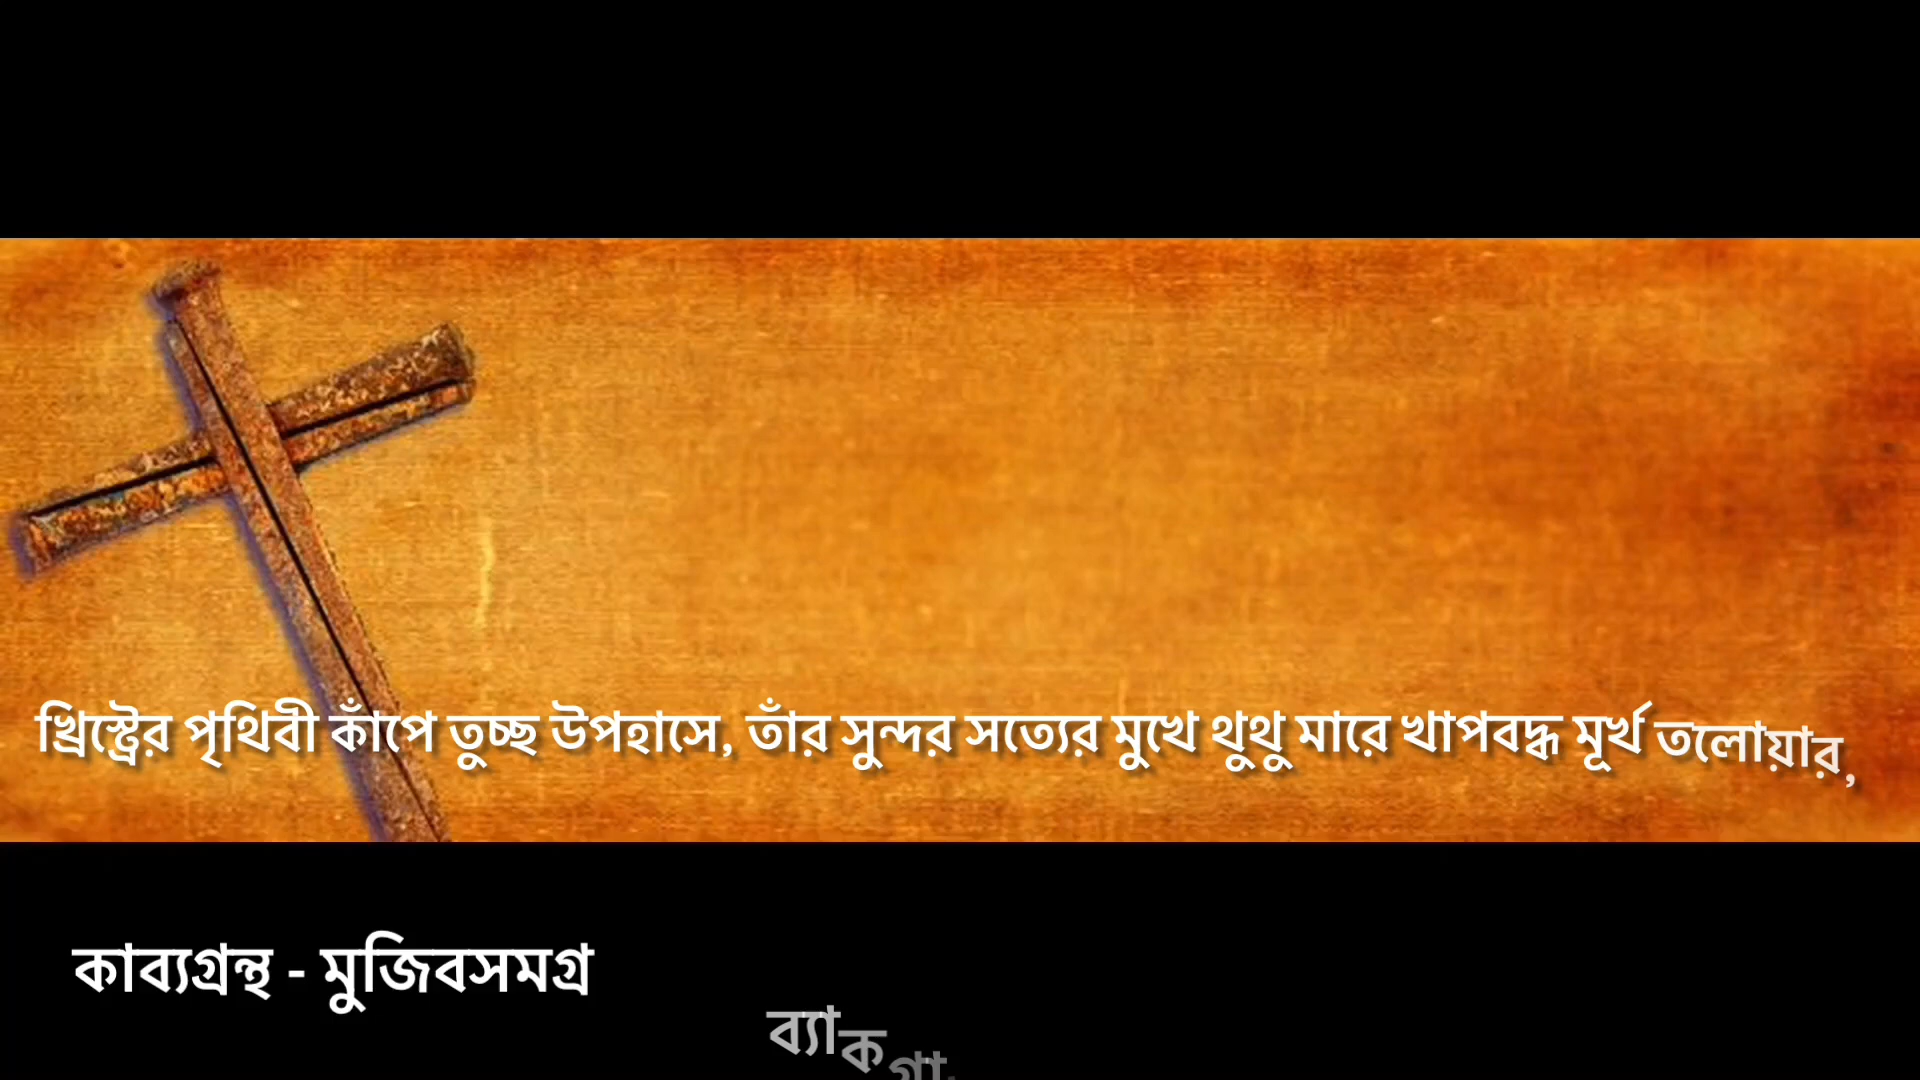 খ্রিস্ট্রের পৃথিবী কাঁপে তুচ্ছ উপহাসে, তাঁর সুন্দর সত্যের মুখে থুথু মারে খাপবদ্ধ মূর্খ তলোয়ার,
কাব্যগ্রন্থ - মুজিবসমগ্র